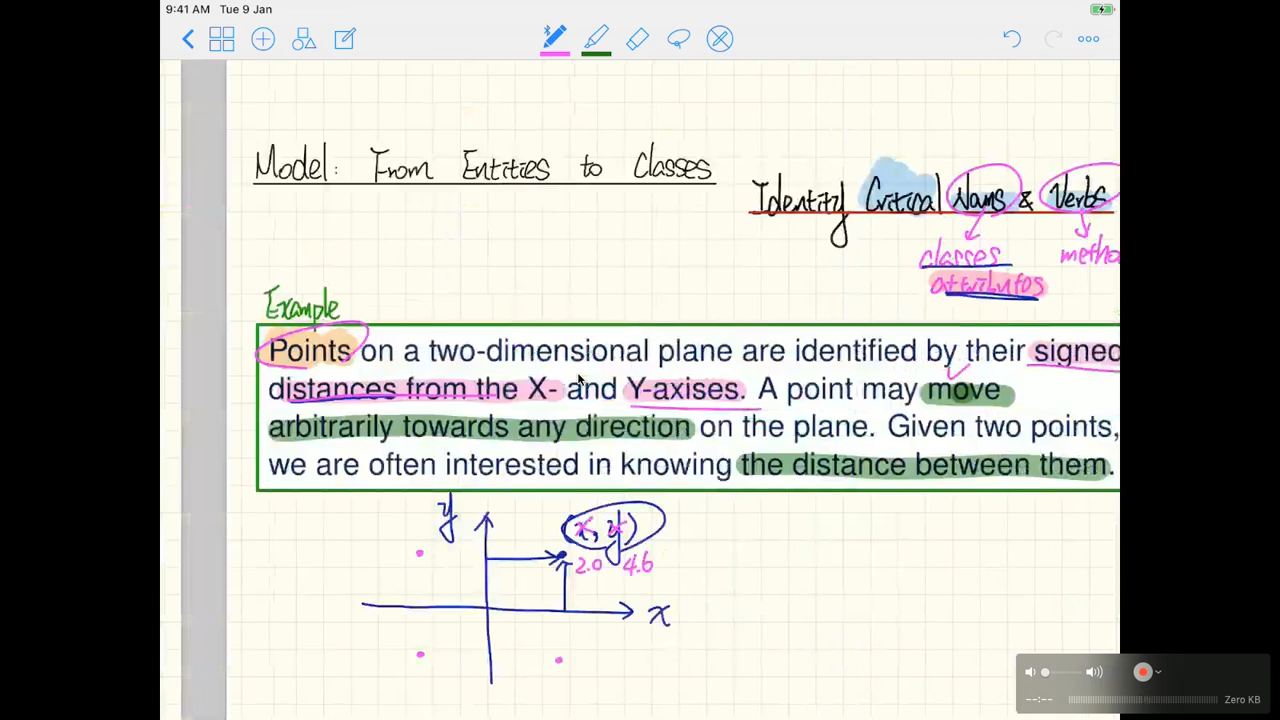 9:41 AM Tue 9 Jan
Model: From Entities to Classes
Identify Critical Nouns & Verbs
classes metho
attributes
Example
Points on a two-dimensional plane are identified by their signed
distances from the X- and Y-axises. A point may move
arbitrarily towards any direction on the plane. Given two points,
we are often interested in knowing the distance between them.
y
(x, y)
2.0 4.6
x
--:-- Zero KB